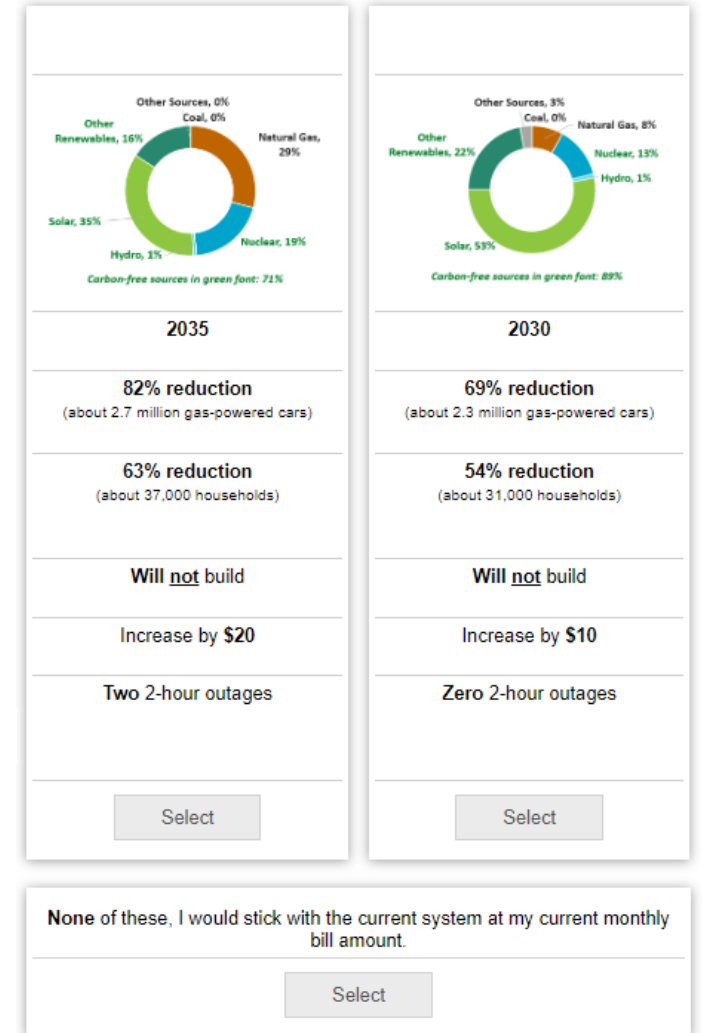 Other Sources, 0%
Coal, 0%
Other
Renewables, 16%
Natural Gas,
29%
Solar, 35%
Nuclear, 19%
Hydro, 1%
Carbon-free sources in green font: 71%
2035
82% reduction
(about 2.7 million gas-powered cars)
63% reduction
(about 37,000 households)
Will not build
Increase by $20
Two 2-hour outages
Select
Other Sources, 3%
Coal, 0%
Natural Gas, 8%
Other
Renewables, 22%
Nuclear, 13%
Hydro, 1%
Solar, 53%
Carbon-free sources in green font: 89%
2030
69% reduction
(about 2.3 million gas-powered cars)
54% reduction
(about 31,000 households)
Will not build
Increase by $10
Zero 2-hour outages
Select
None of these, I would stick with the current system at my current monthly
bill amount.
Select